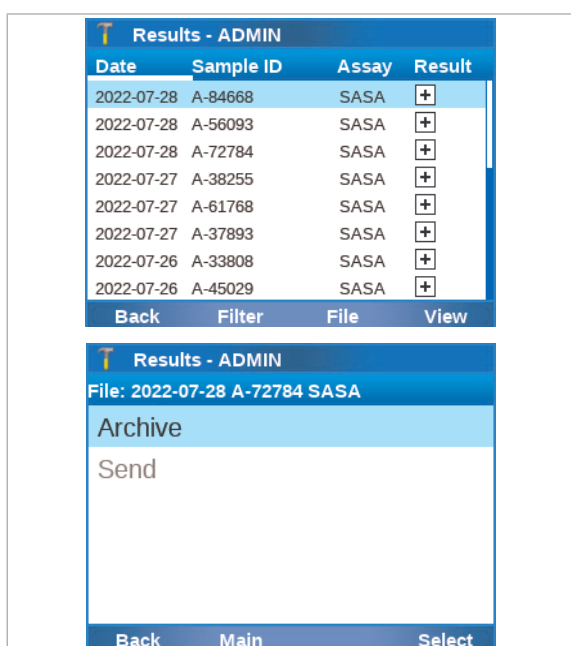 Results - ADMIN
Date Sample ID Assay Result
2022-07-28 A-84668 SASA +
2022-07-28 A-56093 SASA +
2022-07-28 A-72784 SASA +
2022-07-27 A-38255 SASA +
2022-07-27 A-61768 SASA +
2022-07-27 A-37893 SASA +
2022-07-26 A-33808 SASA +
2022-07-26 A-45029 SASA +
Back Filter File View
Results - ADMIN
File: 2022-07-28 A-72784 SASA
Archive
Send
Back Main Select